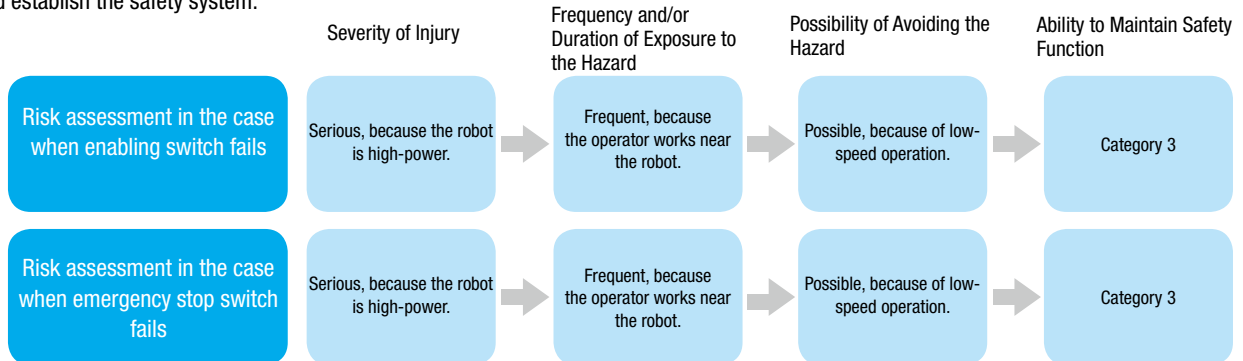 d establish the safety system.
Severity of Injury
Frequency and/or
Duration of Exposure to
the Hazard
Possibility of Avoiding the
Hazard
Ability to Maintain Safety
Function
Risk assessment in the case
when enabling switch fails
Serious, because the robot
is high-power.
Frequent, because
the operator works near
the robot.
Possible, because of low-
speed operation.
Category 3
Risk assessment in the case
when emergency stop switch
fails
Serious, because the robot
is high-power.
Frequent, because
the operator works near
the robot.
Possible, because of low-
speed operation.
Category 3